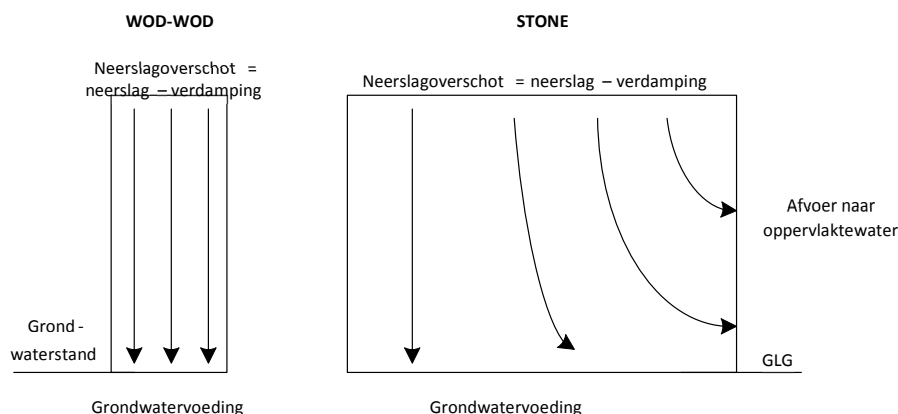 WOD-WOD
Neerslagoverschot =
neerslag – verdamping
Grond -
waterstand
Grondwatervoeding
STONE
Neerslagoverschot = neerslag – verdamping
Afvoer naar
oppervlaktewater
GLG
Grondwatervoeding